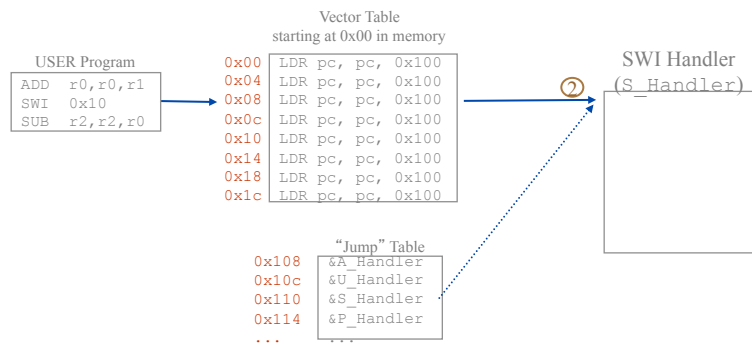 Vector Table
starting at 0x00 in memory
USER Program
ADD r0,r0,r1
SWI 0x10
SUB r2,r2,r0
0x00 LDR pc, pc, 0x100
0x04 LDR pc, pc, 0x100
0x08 LDR pc, pc, 0x100
0x0c LDR pc, pc, 0x100
0x10 LDR pc, pc, 0x100
0x14 LDR pc, pc, 0x100
0x18 LDR pc, pc, 0x100
0x1c LDR pc, pc, 0x100
2
SWI Handler
(S_Handler)
“Jump” Table
0x108 &A_Handler
0x10c &U_Handler
0x110 &S_Handler
0x114 &P_Handler
... ...